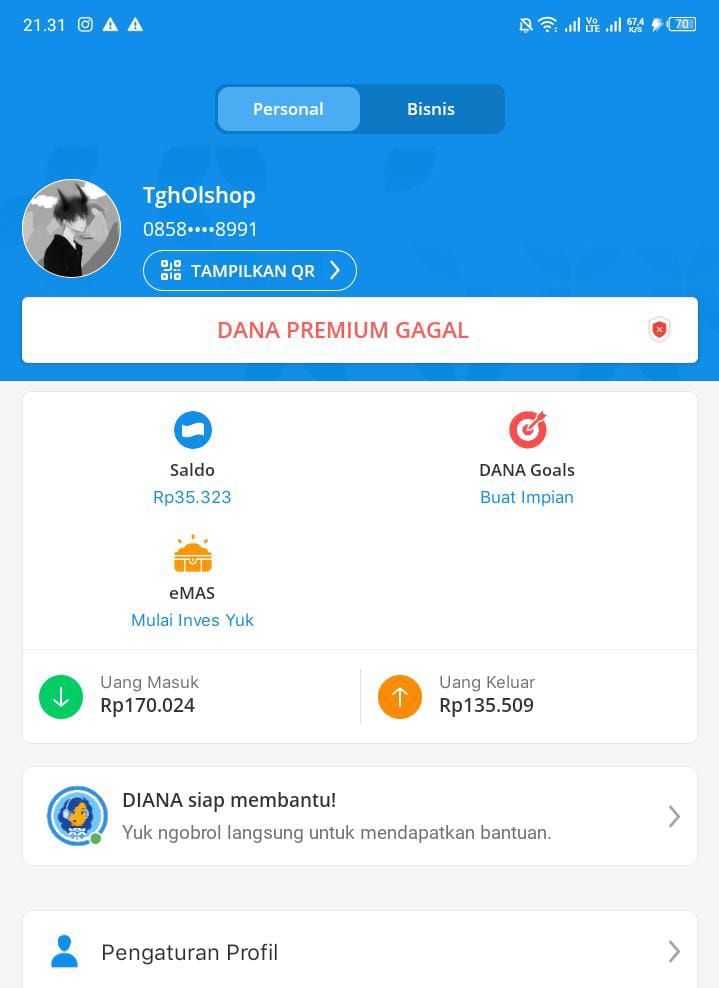 21.31
Vo LTE 67,4 K/S 70
Personal Bisnis
TghOlshop
0858••••8991
TAMPILKAN QR
DANA PREMIUM GAGAL
Saldo DANA Goals
Rp35.323 Buat Impian
eMAS
Mulai Inves Yuk
Uang Masuk Uang Keluar
Rp170.024 Rp135.509
DIANA siap membantu!
Yuk ngobrol langsung untuk mendapatkan bantuan.
Pengaturan Profil